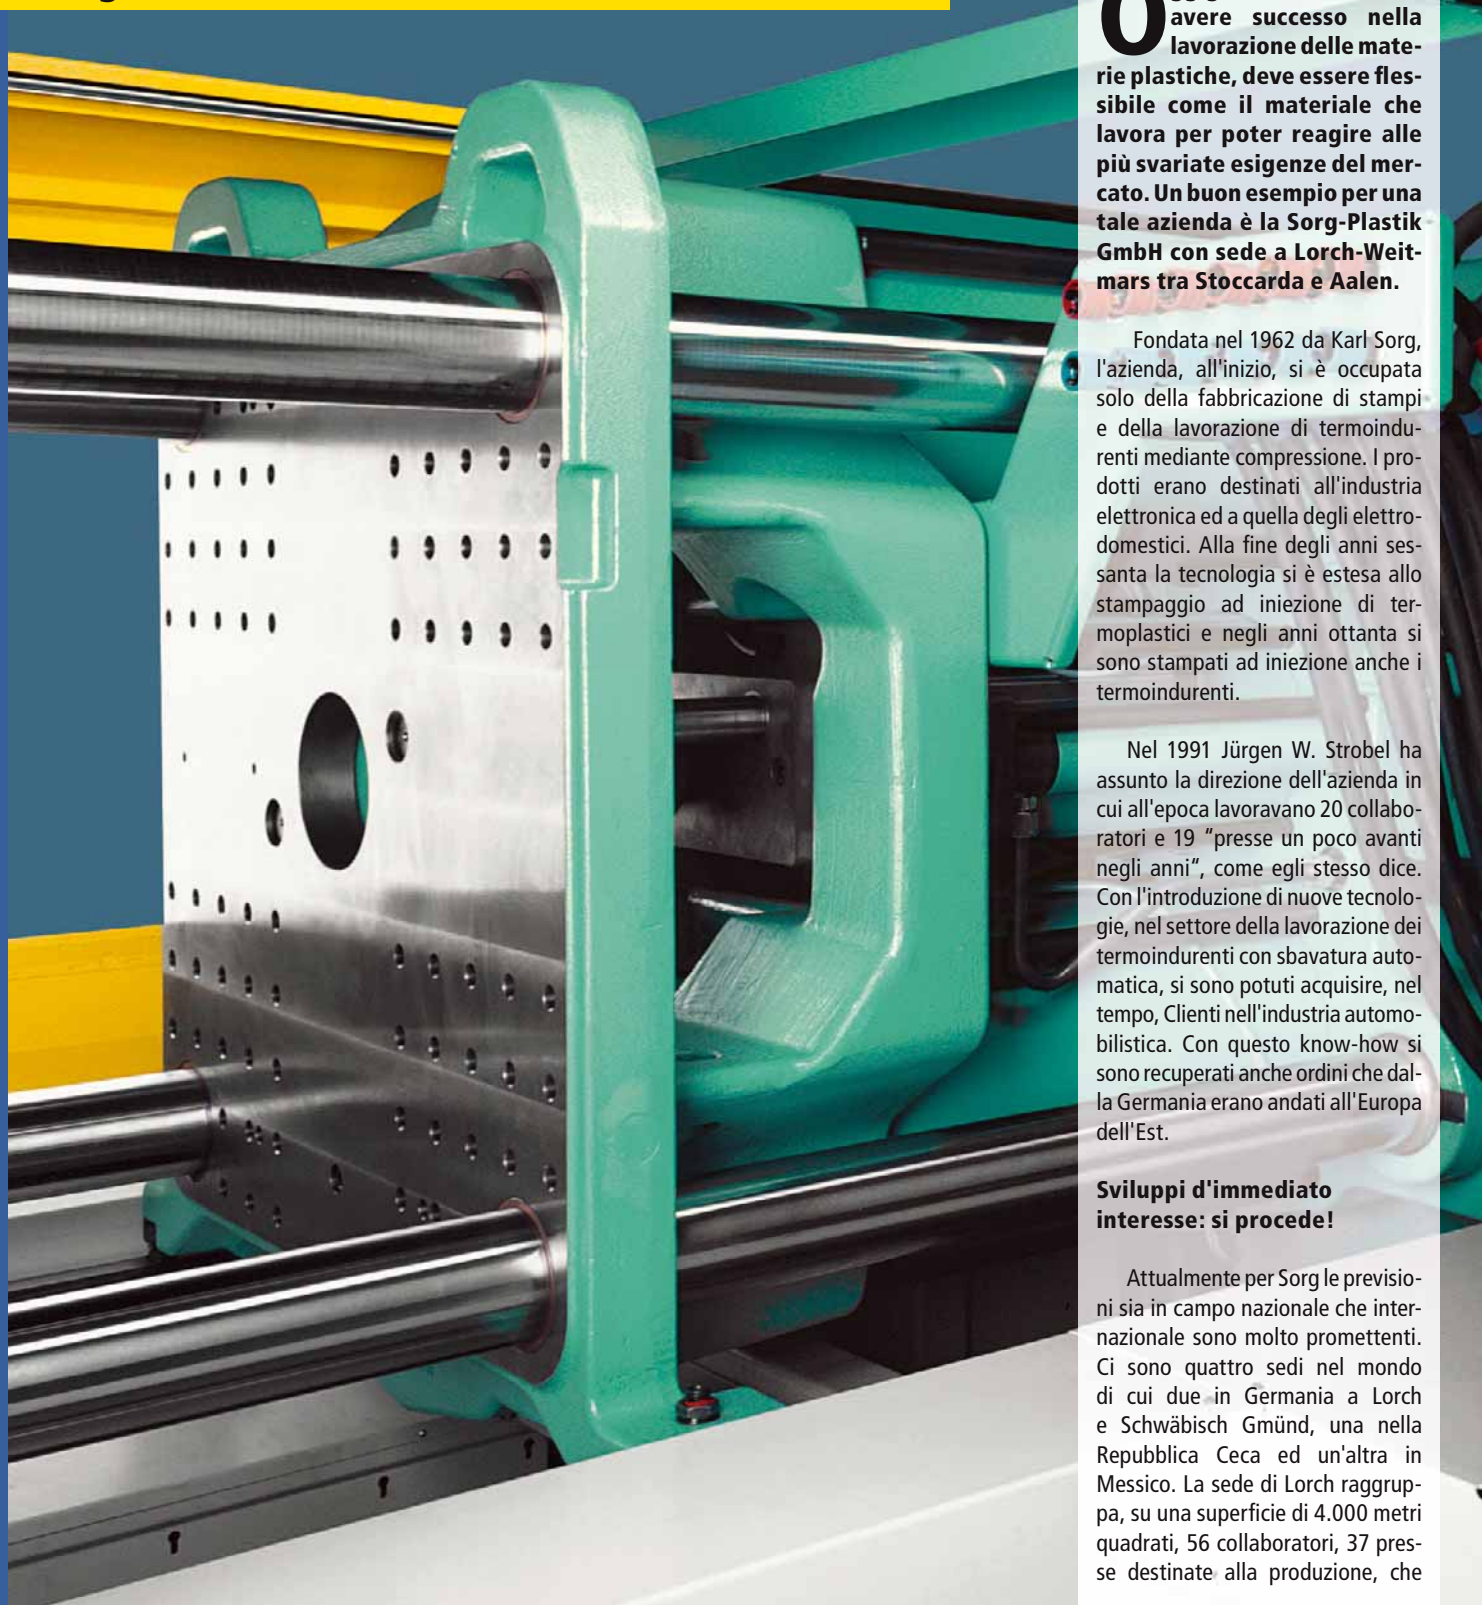 O
avere successo nella
lavorazione delle mate-
rie plastiche, deve essere fles-
sibile come il materiale che
lavora per poter reagire alle
più svariate esigenze del mer-
cato. Un buon esempio per una
tale azienda è la Sorg-Plastik
GmbH con sede a Lorch-Weit-
mars tra Stoccarda e Aalen.
Fondata nel 1962 da Karl Sorg,
l'azienda, all'inizio, si è occupata
solo della fabbricazione di stampi
e della lavorazione di termoindu-
renti mediante compressione. I pro-
dotti erano destinati all'industria
elettronica ed a quella degli elettro-
domestici. Alla fine degli anni ses-
santa la tecnologia si è estesa allo
stampaggio ad iniezione di ter-
moplastici e negli anni ottanta si
sono stampati ad iniezione anche i
termoindurenti.
Nel 1991 Jürgen W. Strobel ha
assunto la direzione dell'azienda in
cui all'epoca lavoravano 20 collabo-
ratori e 19 "presse un poco avanti
negli anni", come egli stesso dice.
Con l'introduzione di nuove tecnolo-
gie, nel settore della lavorazione dei
termoindurenti con sbavatura auto-
matica, si sono potuti acquisire, nel
tempo, Clienti nell'industria automo-
bilistica. Con questo know-how si
sono recuperati anche ordini che dal-
la Germania erano andati all'Europa
dell'Est.
Sviluppi d'immediato
interesse: si procede!
Attualmente per Sorg le previsio-
ni sia in campo nazionale che inter-
nazionale sono molto promettenti.
Ci sono quattro sedi nel mondo
di cui due in Germania a Lorch
e Schwäbisch Gmünd, una nella
Repubblica Ceca ed un'altra in
Messico. La sede di Lorch raggrup-
pa, su una superficie di 4.000 metri
quadrati, 56 collaboratori, 37 pres-
se destinate alla produzione, che